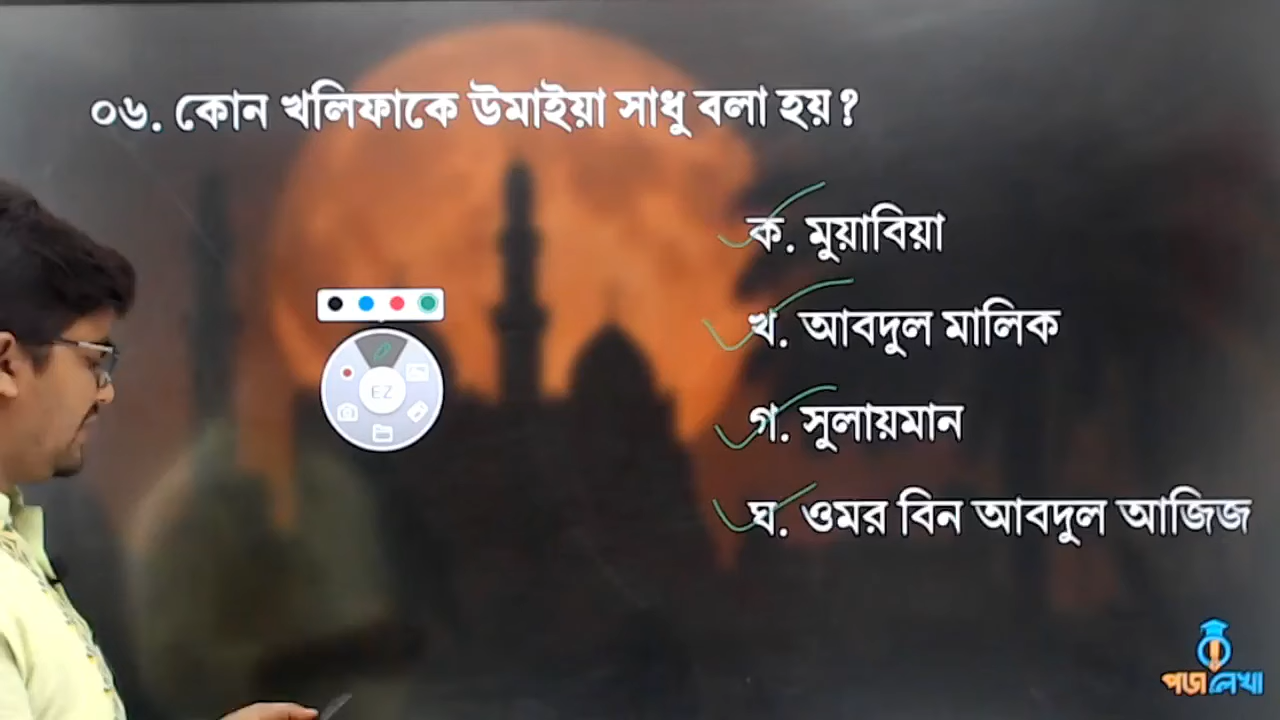 ০৬. কোন খলিফাকে উমাইয়া সাধু বলা হয়?
ক. মুয়াবিয়া
খ. আবদুল মালিক
গ. সুলায়মান
ঘ. ওমর বিন আবদুল আজিজ
EZ
পড়ালেখা